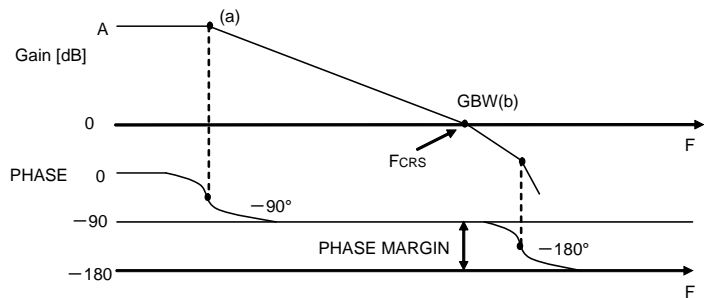 A
(a)
Gain [dB]
GBW(b)
0
FCRS
F
PHASE
0
−90°
−90
PHASE MARGIN
−180°
−180
F